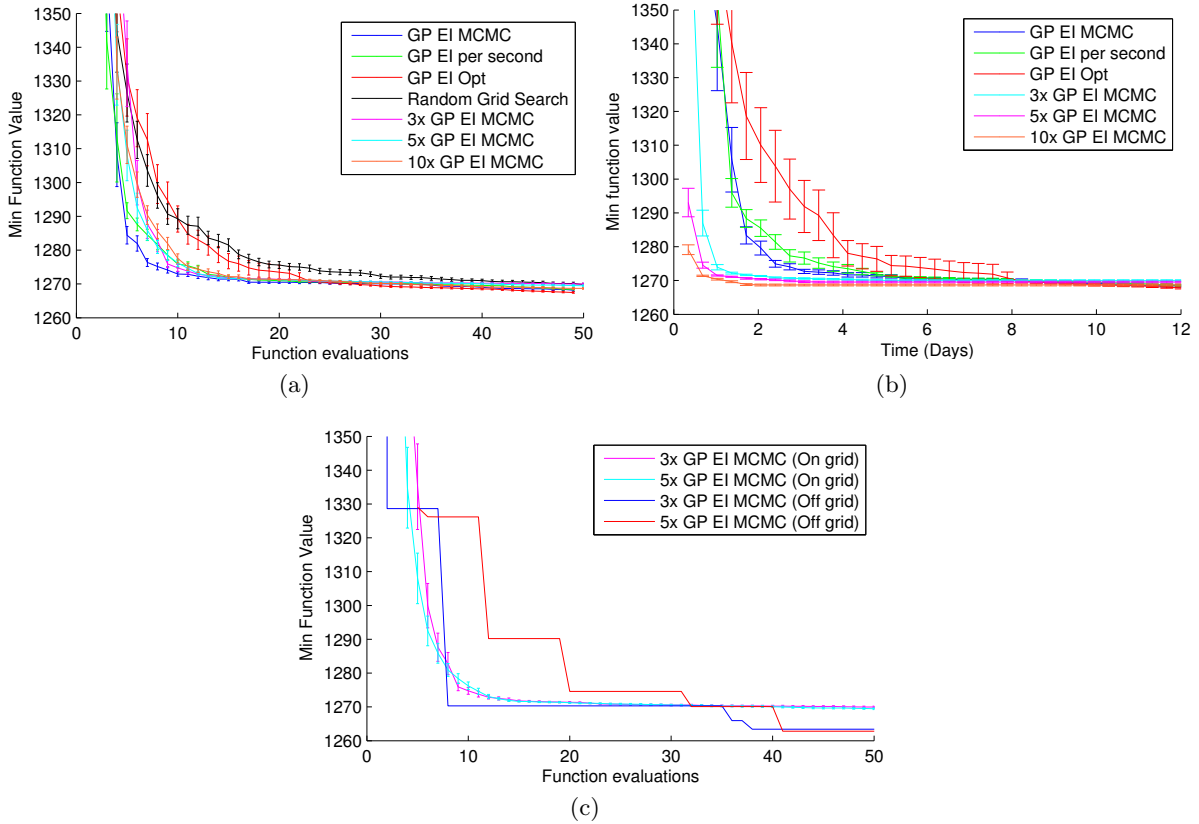 1350
1340
1330
1320
1310
1300
1290
1280
1270
1260
Min Function Value
0
10
20
30
40
50
Function evaluations
GP EI MCMC
GP EI per second
GP EI Opt
Random Grid Search
3x GP EI MCMC
5x GP EI MCMC
10x GP EI MCMC
(a)
1350
1340
1330
1320
1310
1300
1290
1280
1270
1260
Min function value
0
2
4
6
8
10
12
Time (Days)
GP EI MCMC
GP EI per second
GP EI Opt
3x GP EI MCMC
5x GP EI MCMC
10x GP EI MCMC
(b)
1350
1340
1330
1320
1310
1300
1290
1280
1270
1260
Min Function Value
0
10
20
30
40
50
Function evaluations
3x GP EI MCMC (On grid)
5x GP EI MCMC (On grid)
3x GP EI MCMC (Off grid)
5x GP EI MCMC (Off grid)
(c)